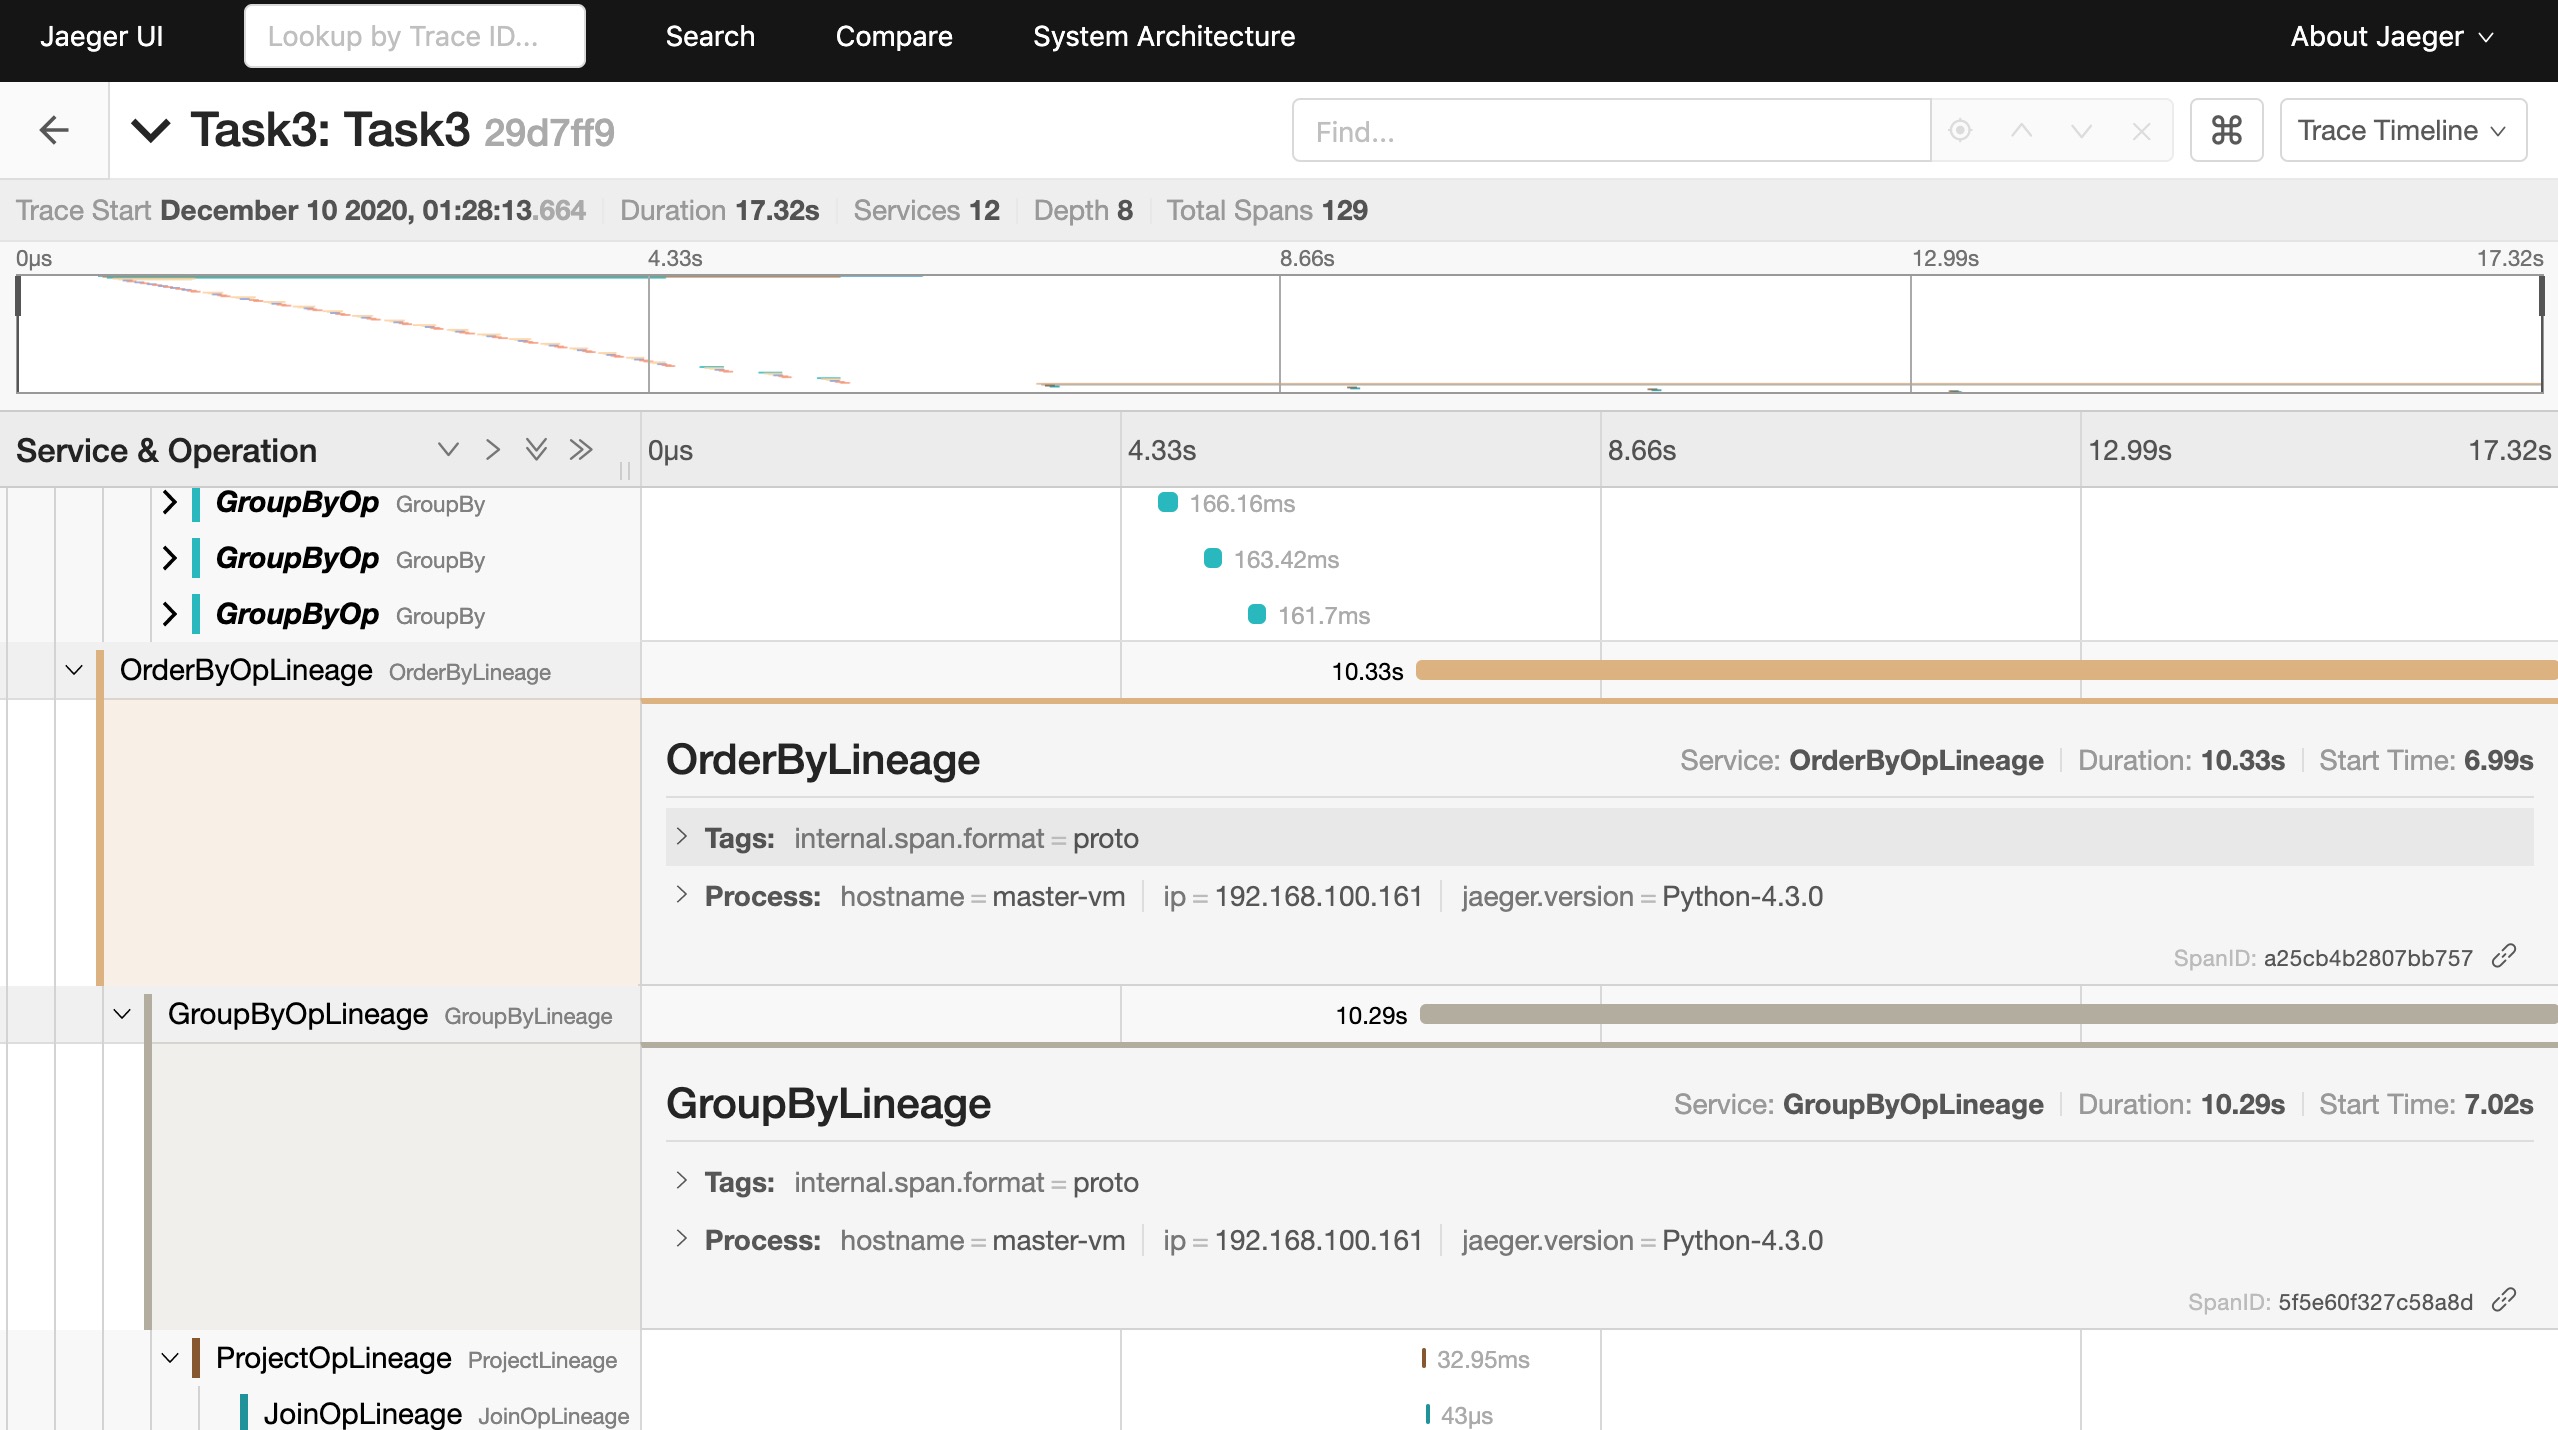 Jaeger UI Lookup by Trace ID... Search Compare System Architecture About Jaeger
Task3: Task3 29d7ff9 Find... ⌘ Trace Timeline
Trace Start December 10 2020, 01:28:13.664 Duration 17.32s Services 12 Depth 8 Total Spans 129
0μs 4.33s 8.66s 12.99s 17.32s
Service & Operation 0μs 4.33s 8.66s 12.99s 17.32s
GroupByOp GroupBy 166.16ms
GroupByOp GroupBy 163.42ms
GroupByOp GroupBy 161.7ms
OrderByOpLineage OrderByLineage 10.33s
OrderByLineage Service: OrderByOpLineage Duration: 10.33s Start Time: 6.99s
Tags: internal.span.format = proto
Process: hostname = master-vm ip = 192.168.100.161 jaeger.version = Python-4.3.0
SpanID: a25cb4b2807bb757
GroupByOpLineage GroupByLineage 10.29s
GroupByLineage Service: GroupByOpLineage Duration: 10.29s Start Time: 7.02s
Tags: internal.span.format = proto
Process: hostname = master-vm ip = 192.168.100.161 jaeger.version = Python-4.3.0
SpanID: 5f5e60f327c58a8d
ProjectOpLineage ProjectLineage 32.95ms
JoinOpLineage JoinOpLineage 43μs